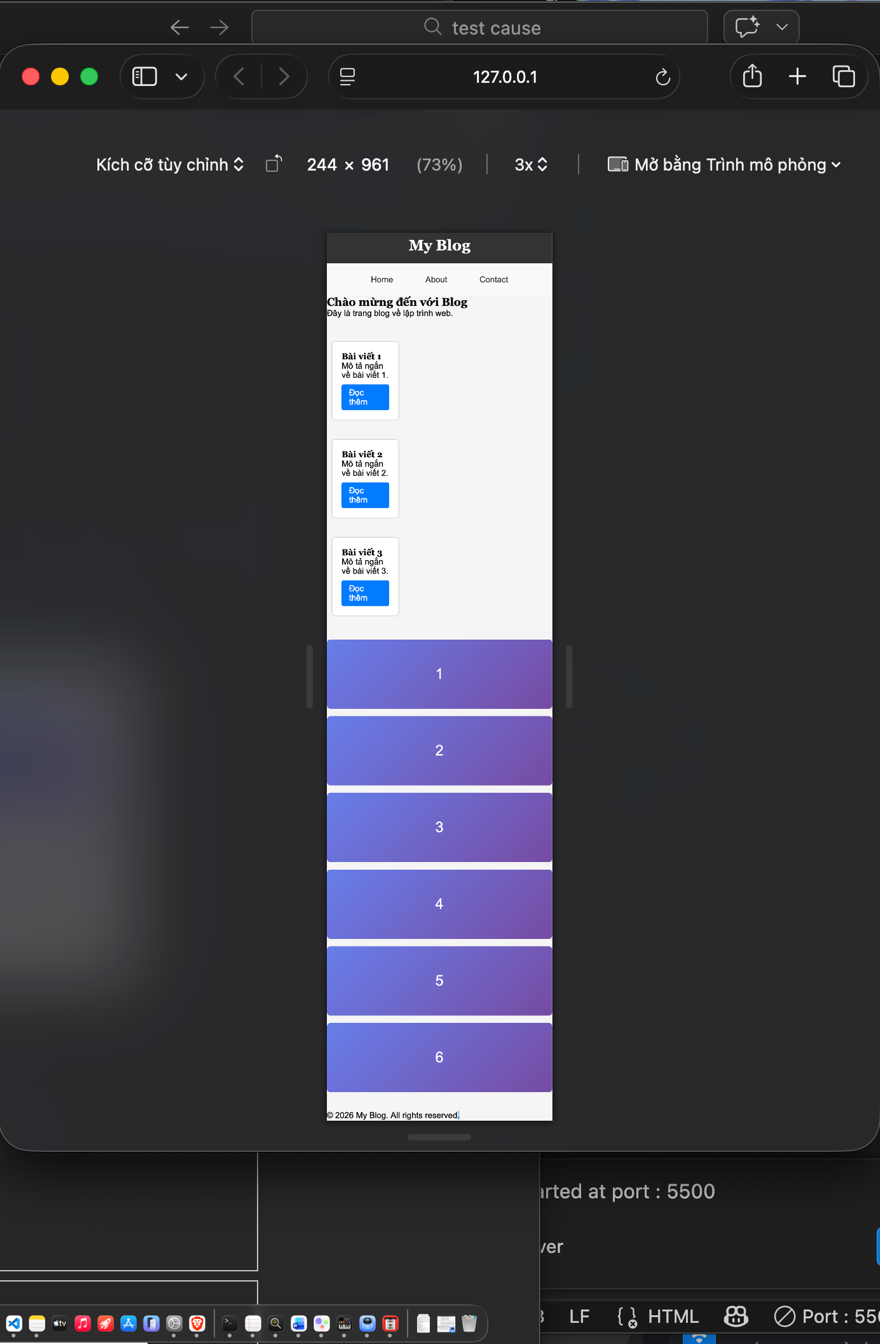 test cause
127.0.0.1
Kích cỡ tùy chỉnh 244 × 961 (73%) 3x Mở bằng Trình mô phỏng
My Blog
Home About Contact
Chào mừng đến với Blog
Đây là trang blog về lập trình web.
Bài viết 1
Mô tả ngắn
về bài viết 1.
Đọc
thêm
Bài viết 2
Mô tả ngắn
về bài viết 2.
Đọc
thêm
Bài viết 3
Mô tả ngắn
về bài viết 3.
Đọc
thêm
1
2
3
4
5
6
© 2026 My Blog. All rights reserved.
arted at port : 5500
ver
LF HTML Port : 550
tv